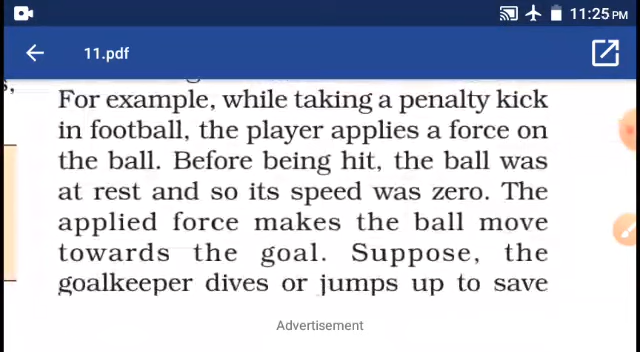 11:25 PM
11.pdf
For example, while taking a penalty kick
in football, the player applies a force on
the ball. Before being hit, the ball was
at rest and so its speed was zero. The
applied force makes the ball move
towards the goal. Suppose, the
goalkeeper dives or jumps up to save
Advertisement